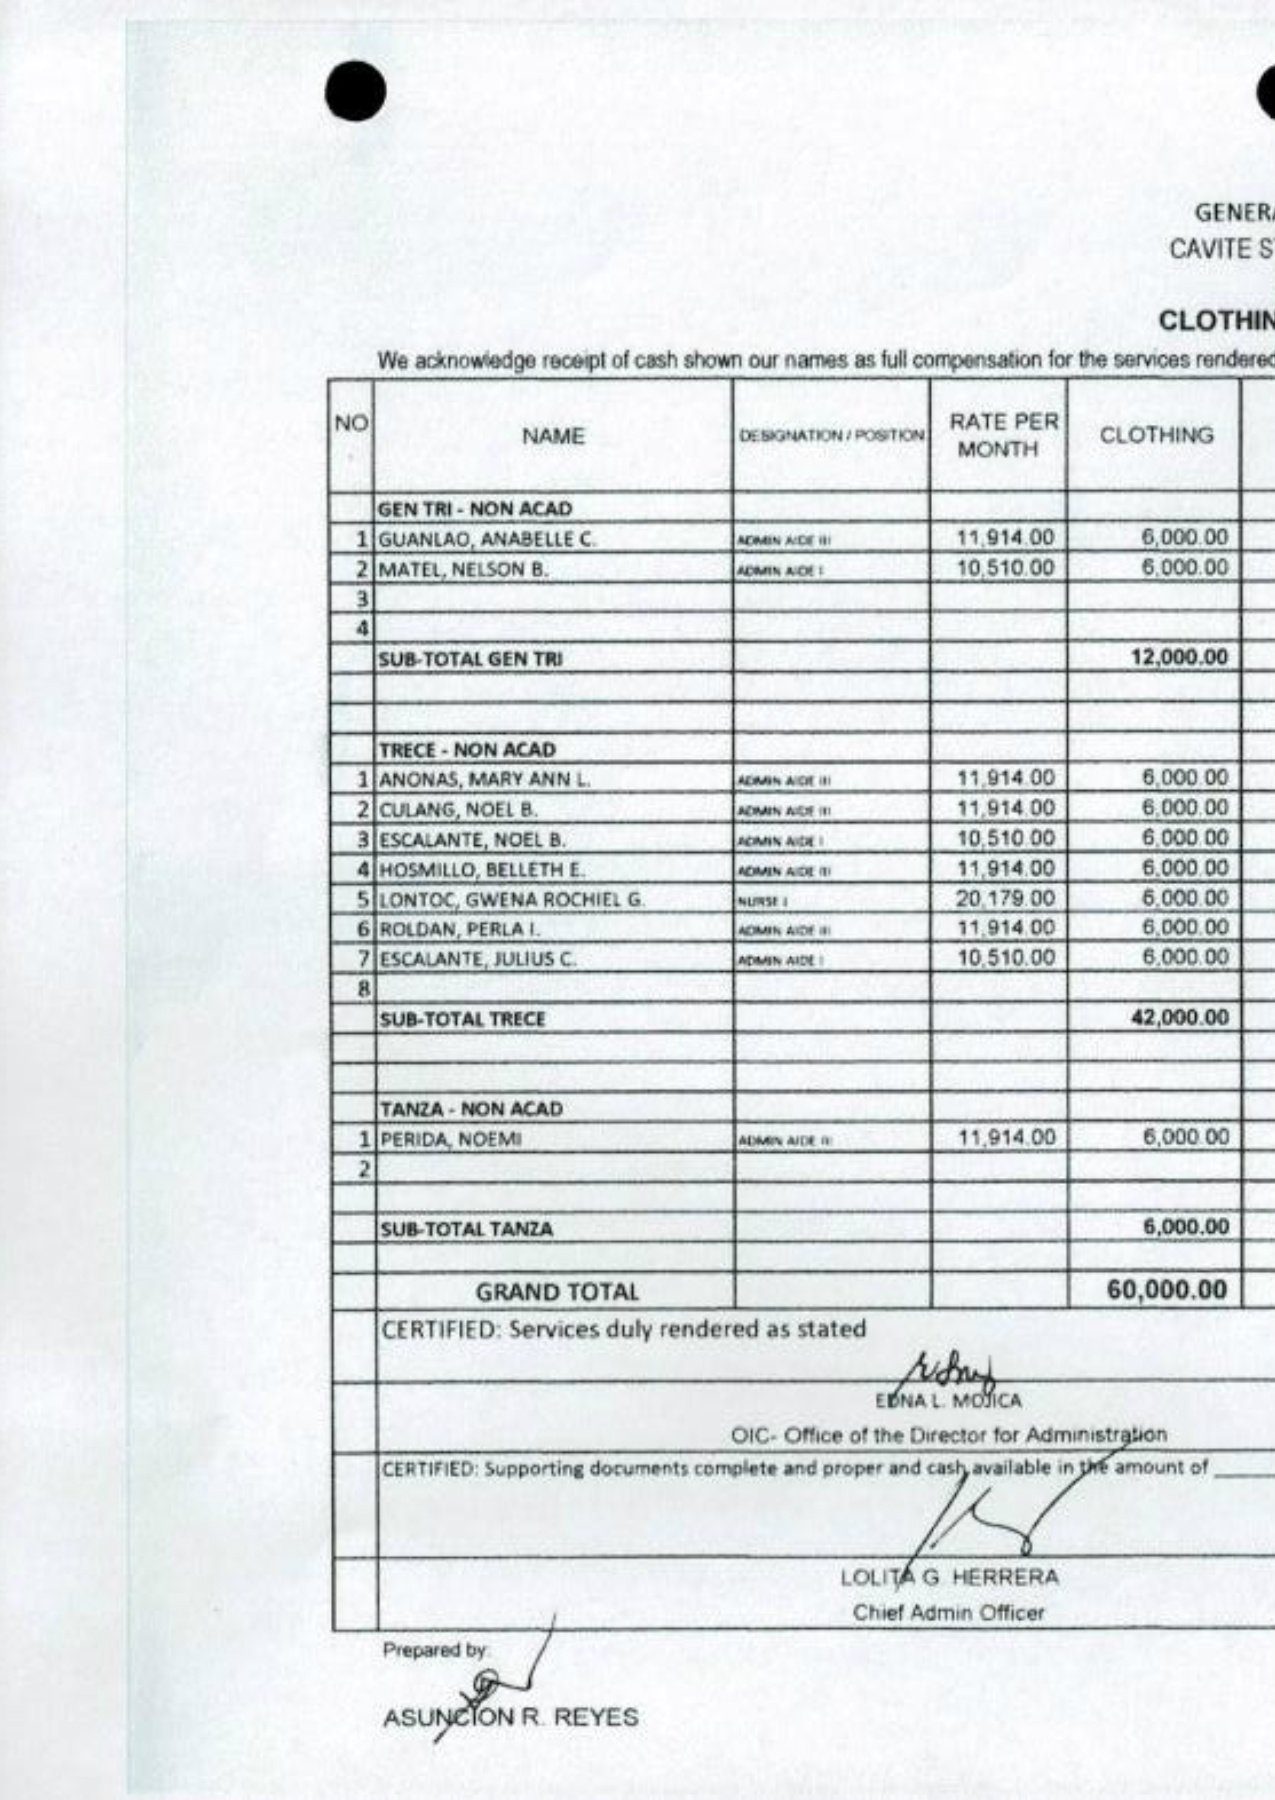 GENERA
CAVITE S
CLOTHIN
We acknowledge receipt of cash shown our names as full compensation for the services rendered
NO NAME DESIGNATION / POSITION RATE PER MONTH CLOTHING
GEN TRI - NON ACAD
1 GUANLAO, ANABELLE C. ADMIN AIDE III 11,914.00 6,000.00
2 MATEL, NELSON B. ADMIN AIDE I 10,510.00 6,000.00
3
4
SUB-TOTAL GEN TRI 12,000.00
TRECE - NON ACAD
1 ANONAS, MARY ANN L. ADMIN AIDE III 11,914.00 6,000.00
2 CULANG, NOEL B. ADMIN AIDE III 11,914.00 6,000.00
3 ESCALANTE, NOEL B. ADMIN AIDE I 10,510.00 6,000.00
4 HOSMILLO, BELLETH E. ADMIN AIDE III 11,914.00 6,000.00
5 LONTOC, GWENA ROCHIEL G. NURSE I 20,179.00 6,000.00
6 ROLDAN, PERLA I. ADMIN AIDE III 11,914.00 6,000.00
7 ESCALANTE, JULIUS C. ADMIN AIDE I 10,510.00 6,000.00
8
SUB-TOTAL TRECE 42,000.00
TANZA - NON ACAD
1 PERIDA, NOEMI ADMIN AIDE III 11,914.00 6,000.00
2
SUB-TOTAL TANZA 6,000.00
GRAND TOTAL 60,000.00
CERTIFIED: Services duly rendered as stated
EDNA L. MOJICA
OIC- Office of the Director for Administration
CERTIFIED: Supporting documents complete and proper and cash available in the amount of ____
LOLITA G. HERRERA
Chief Admin Officer
Prepared by:
ASUNCION R. REYES